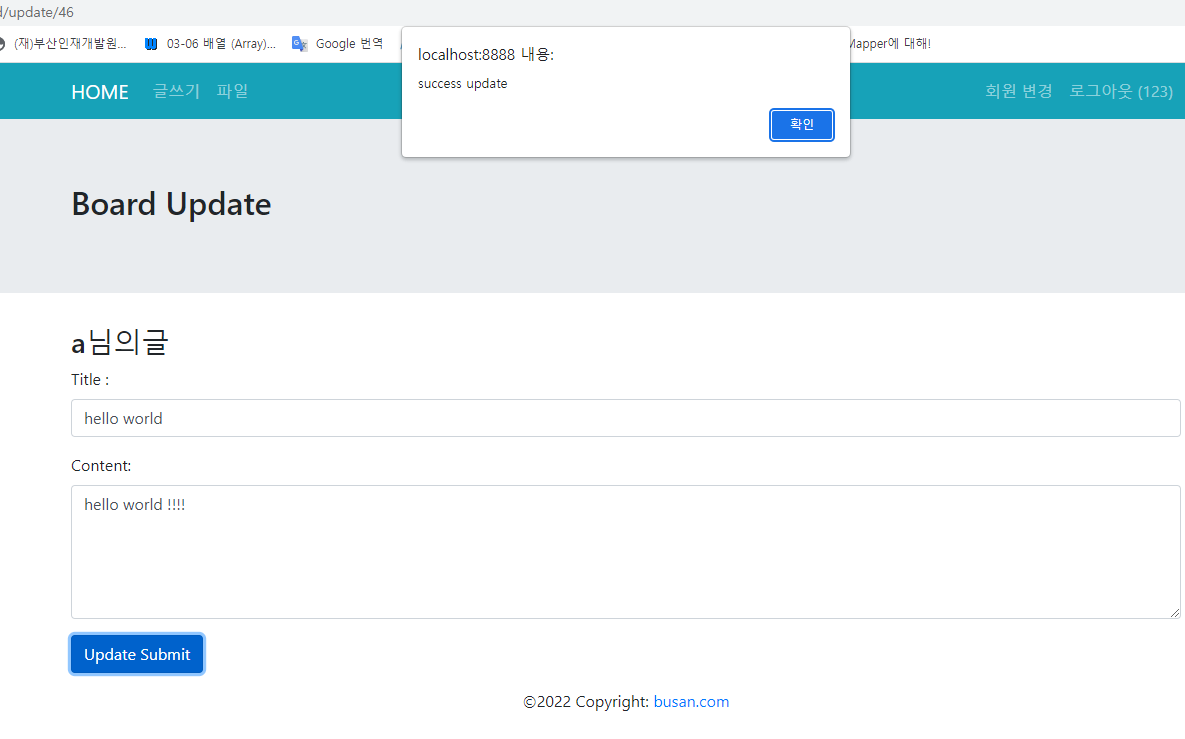 d/update/46
(재)부산인재개발원... 03-06 배열 (Array)... Google 번역 Mapper에 대해!
localhost:8888 내용:
success update
확인
HOME 글쓰기 파일 회원 변경 로그아웃 (123)
Board Update
a님의글
Title :
hello world
Content:
hello world !!!!
Update Submit
©2022 Copyright: busan.com